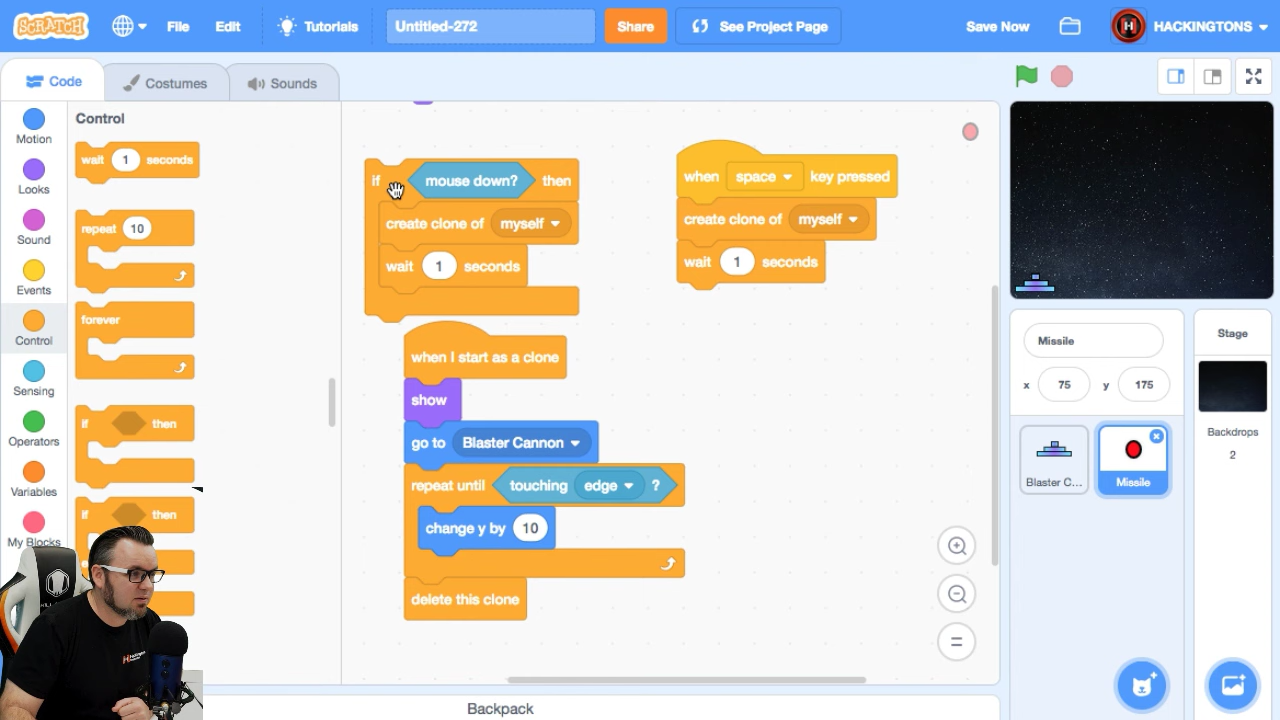 SCRATCH
File
Edit
Tutorials
Untitled-272
Share
See Project Page
Save Now
HACKINGTONS
Code
Costumes
Sounds
Motion
Looks
Sound
Events
Control
Sensing
Operators
Variables
My Blocks
Control
wait 1 seconds
repeat 10
forever
if then
if then
if mouse down? then
create clone of myself
wait 1 seconds
when space key pressed
create clone of myself
wait 1 seconds
when I start as a clone
show
go to Blaster Cannon
repeat until touching edge ?
change y by 10
delete this clone
Missile
x 75 y 175
Blaster C...
Missile
Stage
Backdrops
2
Backpack